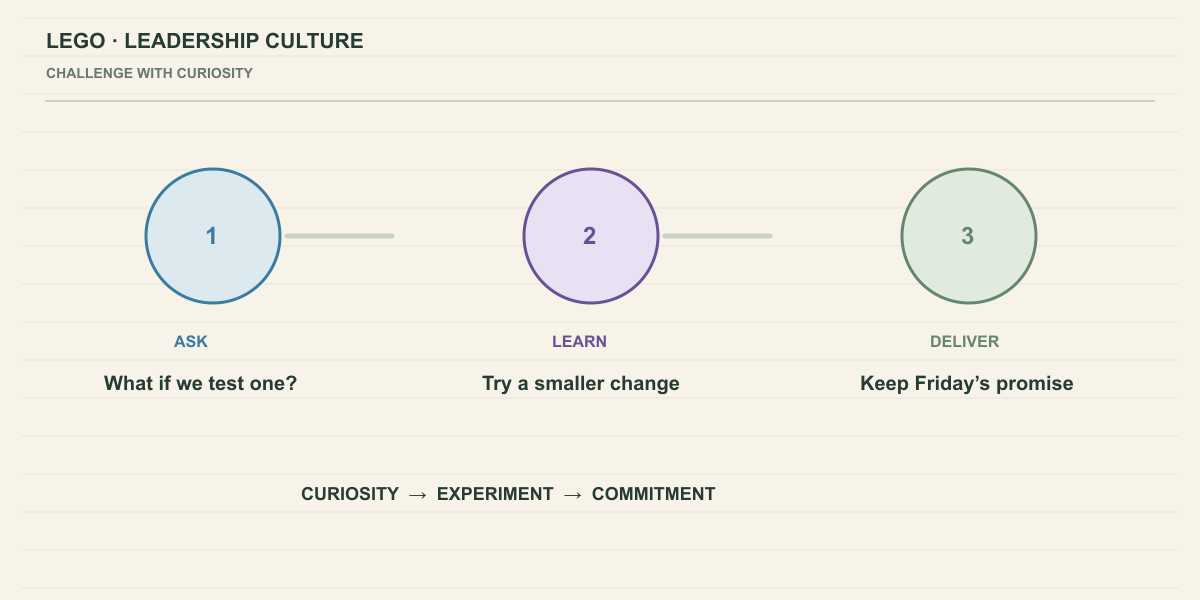 LEGO · LEADERSHIP CULTURE
CHALLENGE WITH CURIOSITY
1
2
3
ASK
LEARN
DELIVER
What if we test one?
Try a smaller change
Keep Friday’s promise
CURIOSITY → EXPERIMENT → COMMITMENT